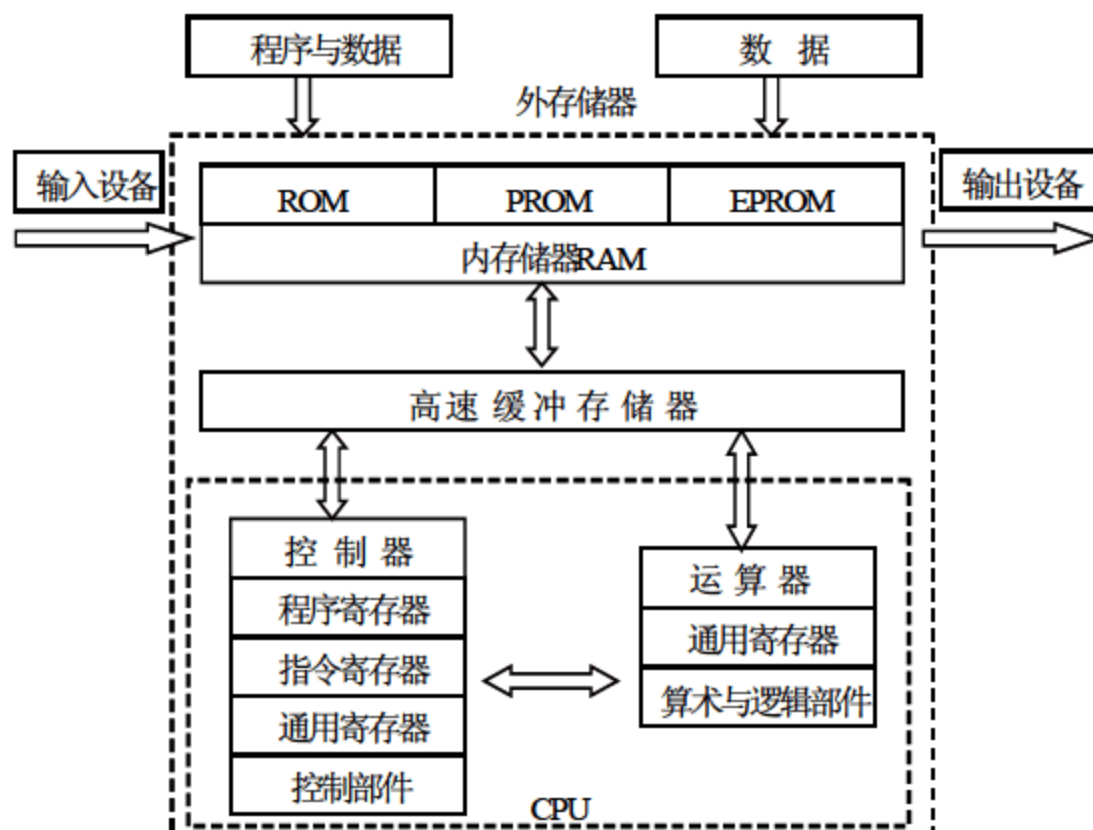 程序与数据
数 据
外存储器
输入设备
输出设备
ROM
PROM
EPROM
内存储器RAM
高速缓冲存储器
控制器
程序寄存器
指令寄存器
通用寄存器
控制部件
运算器
通用寄存器
算术与逻辑部件
CPU